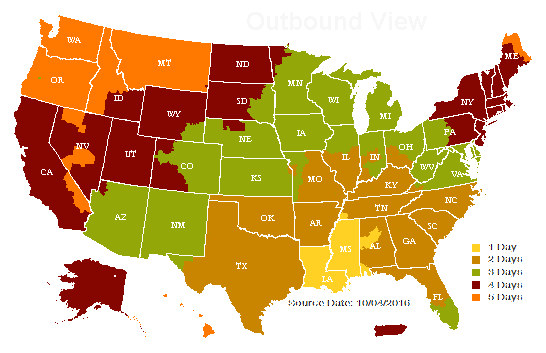 Outbound View
WA
OR
MT
ID
ND
SD
WY
NV
UT
CA
CO
NE
KS
AZ
NM
MN
WI
IA
MI
IL
IN
OH
MO
KY
WV
VA
PA
NY
ME
NC
TN
SC
OK
AR
TX
MS
AL
GA
LA
FL
1 Day
2 Days
3 Days
4 Days
5 Days
Source Date: 10/04/2016